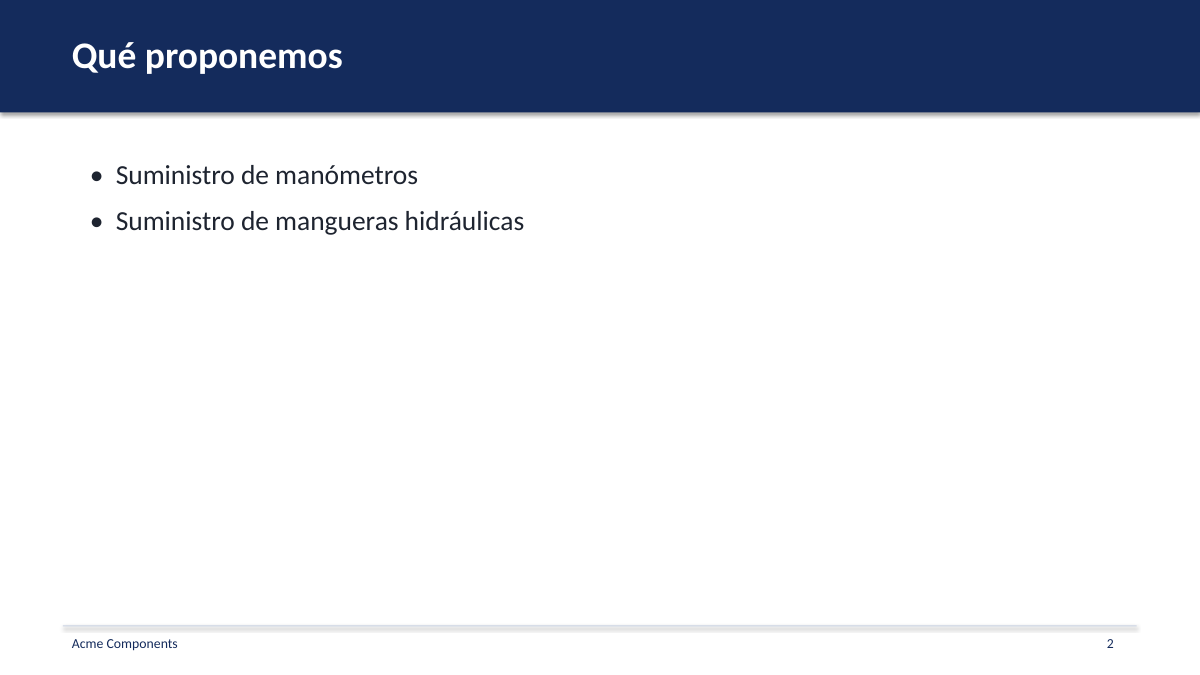 Qué proponemos
• Suministro de manómetros
• Suministro de mangueras hidráulicas
Acme Components
2